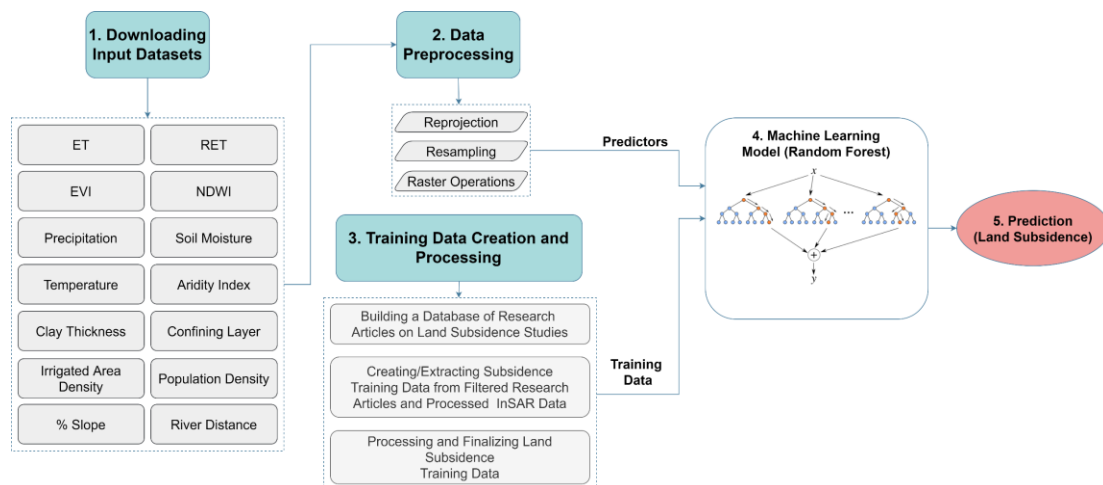 1. Downloading
Input Datasets
ET
RET
EVI
NDWI
Precipitation
Soil Moisture
Temperature
Aridity Index
Clay Thickness
Confining Layer
Irrigated Area
Density
Population Density
% Slope
River Distance
2. Data
Preprocessing
Reprojection
Resampling
Raster Operations
3. Training Data Creation and
Processing
Building a Database of Research
Articles on Land Subsidence Studies
Creating/Extracting Subsidence
Training Data from Filtered Research
Articles and Processed InSAR Data
Processing and Finalizing Land
Subsidence
Training Data
Predictors
Training
Data
4. Machine Learning
Model (Random Forest)
x
...
+
y
5. Prediction
(Land Subsidence)